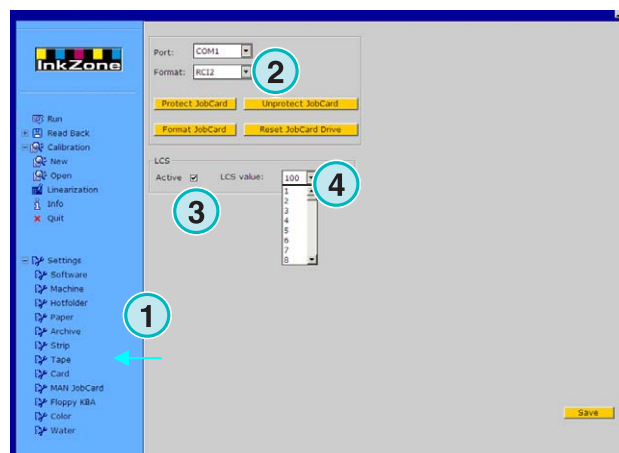 InkZone
Run
Read Back
Calibration
New
Open
Linearization
Info
Quit
Settings
Software
Machine
Hotfolder
Paper
Archive
Strip
Tape
Card
MAN JobCard
Floppy KBA
Color
Water
1
Port: COM1
Format: RCI2
2
Protect JobCard Unprotect JobCard
Format JobCard Reset JobCard Drive
LCS
Active LCS value: 100
3
4
1
2
3
4
5
6
7
8
Save